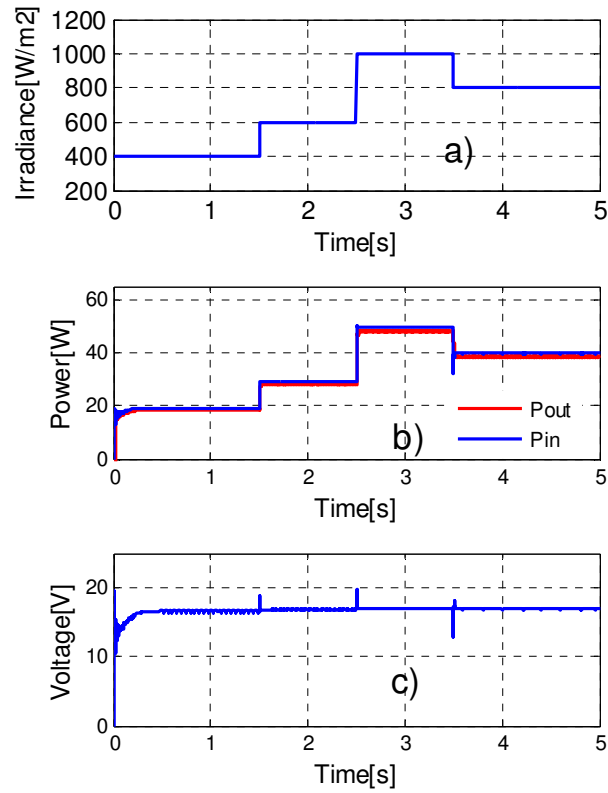 1200
1000
800
600
400
200
Irradiance[W/m2]
a)
0 1 2 3 4 5
Time[s]
60
40
20
0
Power[W]
Pout
Pin
b)
0 1 2 3 4 5
Time[s]
20
10
0
Voltage[V]
c)
0 1 2 3 4 5
Time[s]